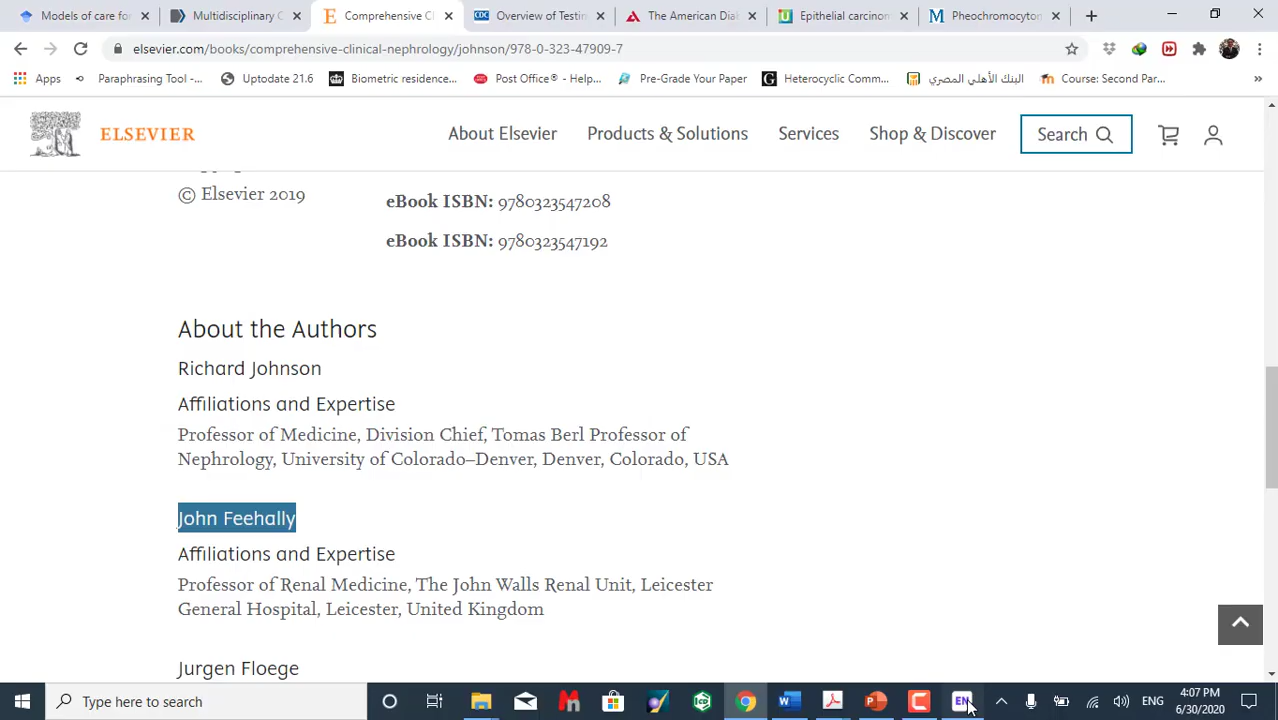 Models of care for
Multidisciplinary C
Comprehensive Cl
Overview of Testin
The American Dia
Epithelial carcinom
Pheochromocyton
elsevier.com/books/comprehensive-clinical-nephrology/johnson/978-0-323-47909-7
Apps
Paraphrasing Tool -...
Uptodate 21.6
Biometric residence...
Post Office® - Help...
Pre-Grade Your Paper
Heterocyclic Comm...
البنك الأهلي المصري
Course: Second Par...
ELSEVIER
About Elsevier
Products & Solutions
Services
Shop & Discover
Search
© Elsevier 2019
eBook ISBN: 9780323547208
eBook ISBN: 9780323547192
About the Authors
Richard Johnson
Affiliations and Expertise
Professor of Medicine, Division Chief, Tomas Berl Professor of
Nephrology, University of Colorado–Denver, Denver, Colorado, USA
John Feehally
Affiliations and Expertise
Professor of Renal Medicine, The John Walls Renal Unit, Leicester
General Hospital, Leicester, United Kingdom
Jurgen Floege
Type here to search
EN
ENG
4:07 PM
6/30/2020